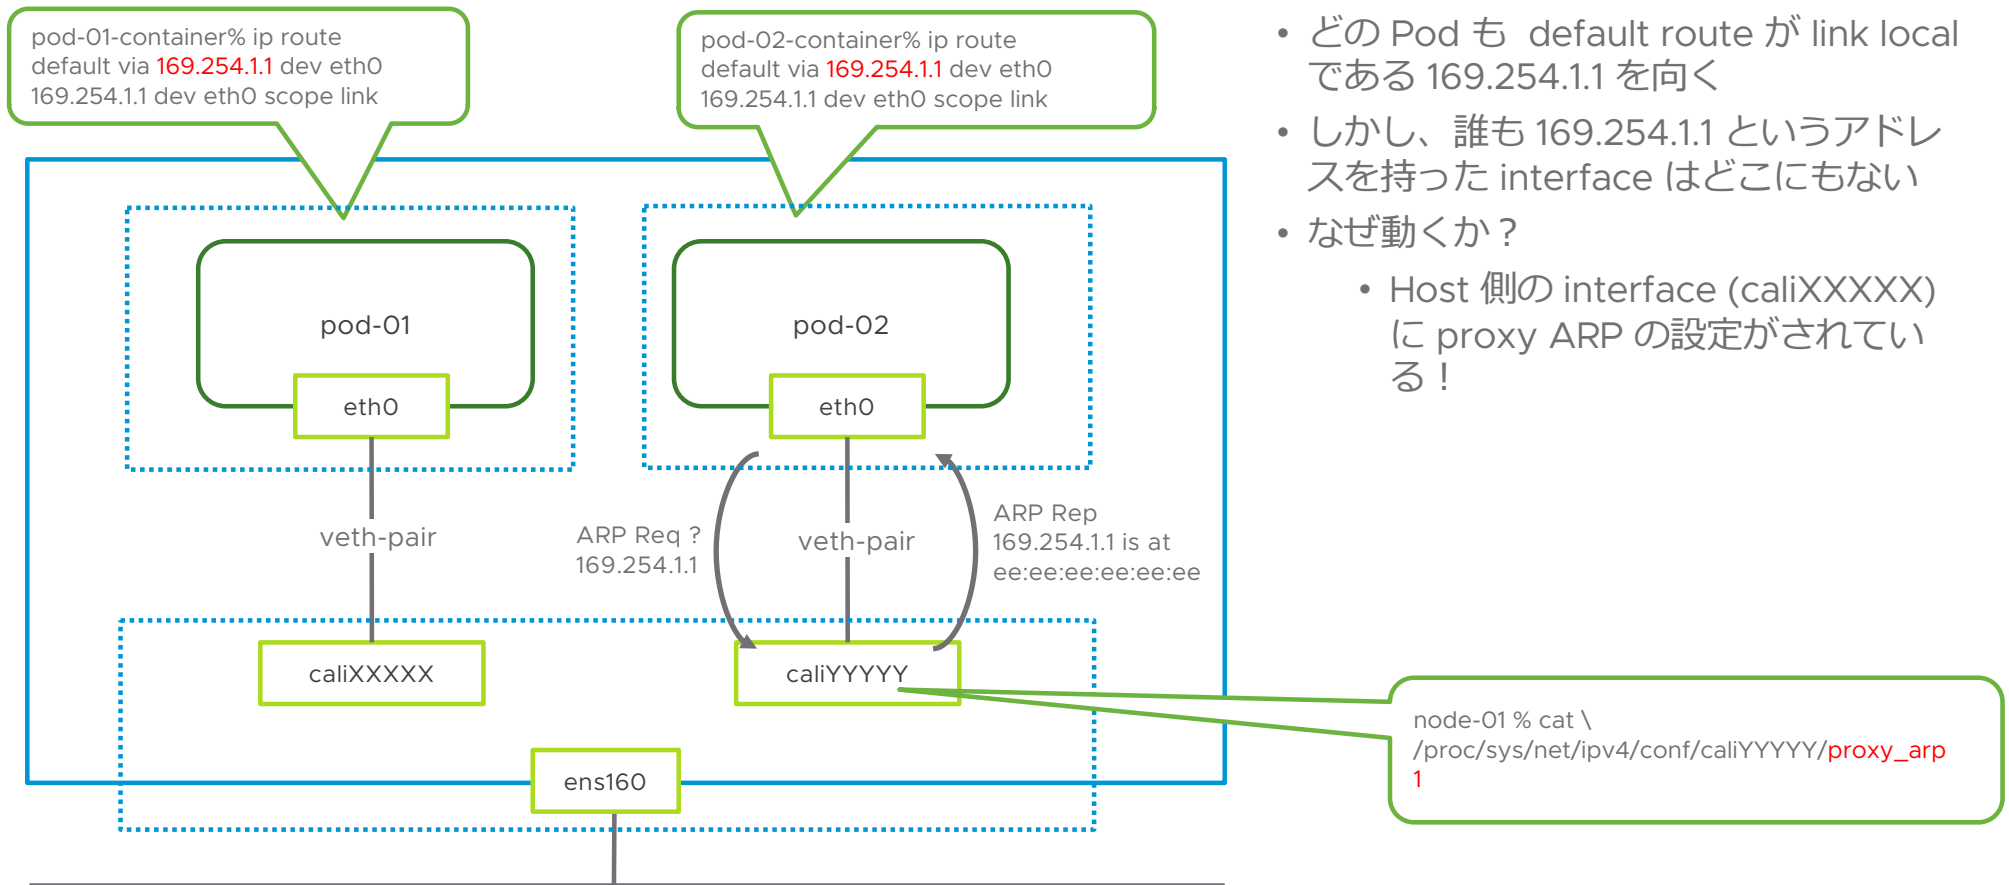 pod-01-container% ip route
default via 169.254.1.1 dev eth0
169.254.1.1 dev eth0 scope link
pod-02-container% ip route
default via 169.254.1.1 dev eth0
169.254.1.1 dev eth0 scope link
pod-01
eth0
veth-pair
caliXXXXX
pod-02
eth0
ARP Req ?
169.254.1.1
veth-pair
ARP Rep
169.254.1.1 is at
ee:ee:ee:ee:ee:ee
caliYYYYY
ens160
• どの Pod も default route が link local
である 169.254.1.1 を向く
• しかし、誰も 169.254.1.1 というアドレ
スを持った interface はどこにもない
• なぜ動くか？
• Host 側の interface (caliXXXXX)
に proxy ARP の設定がされてい
る！
node-01 % cat \
/proc/sys/net/ipv4/conf/caliYYYYY/proxy_arp
1